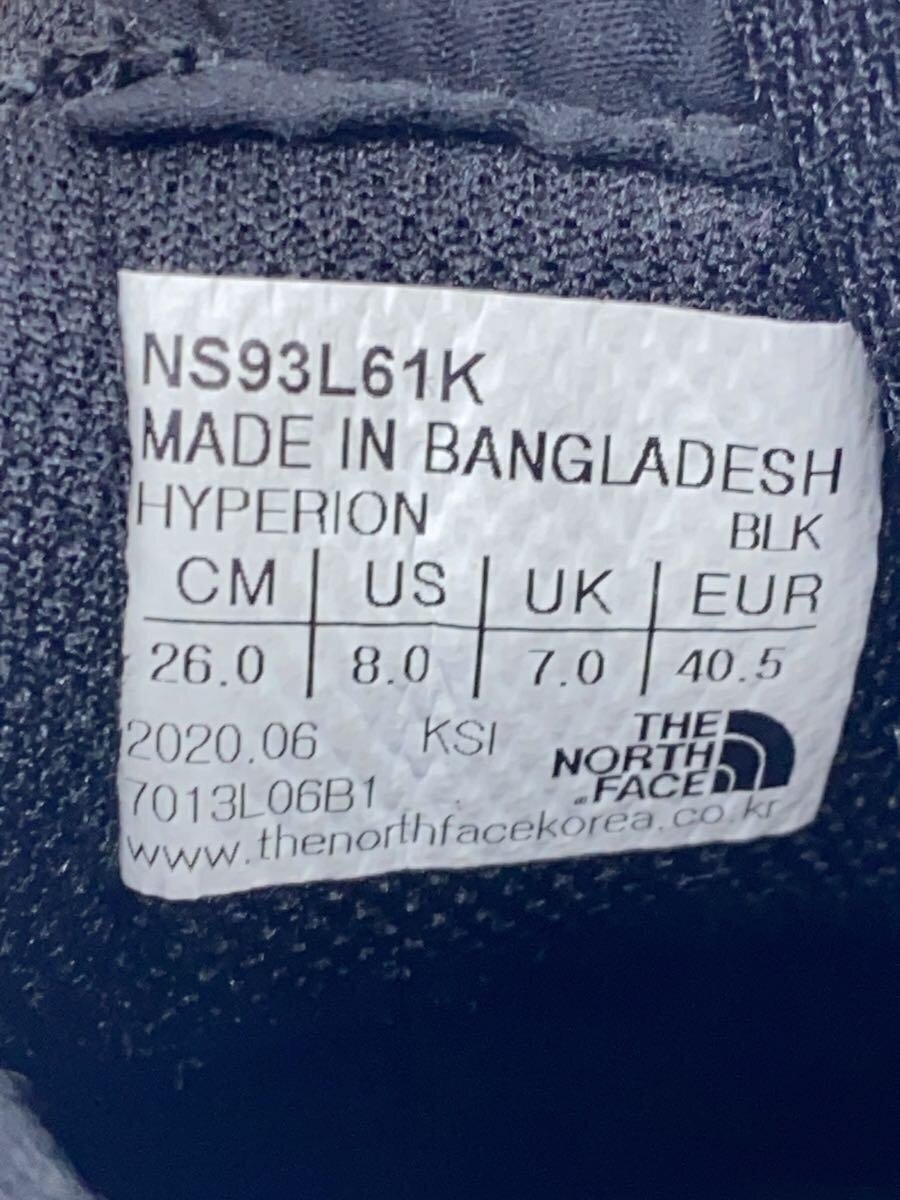 NS93L61K
MADE IN BANGLADESH
HYPERION BLK
CM US UK EUR
26.0 8.0 7.0 40.5
2020.06 KSI
7013L06B1
THE
NORTH
FACE
www.thenorthfacekorea.co.kr